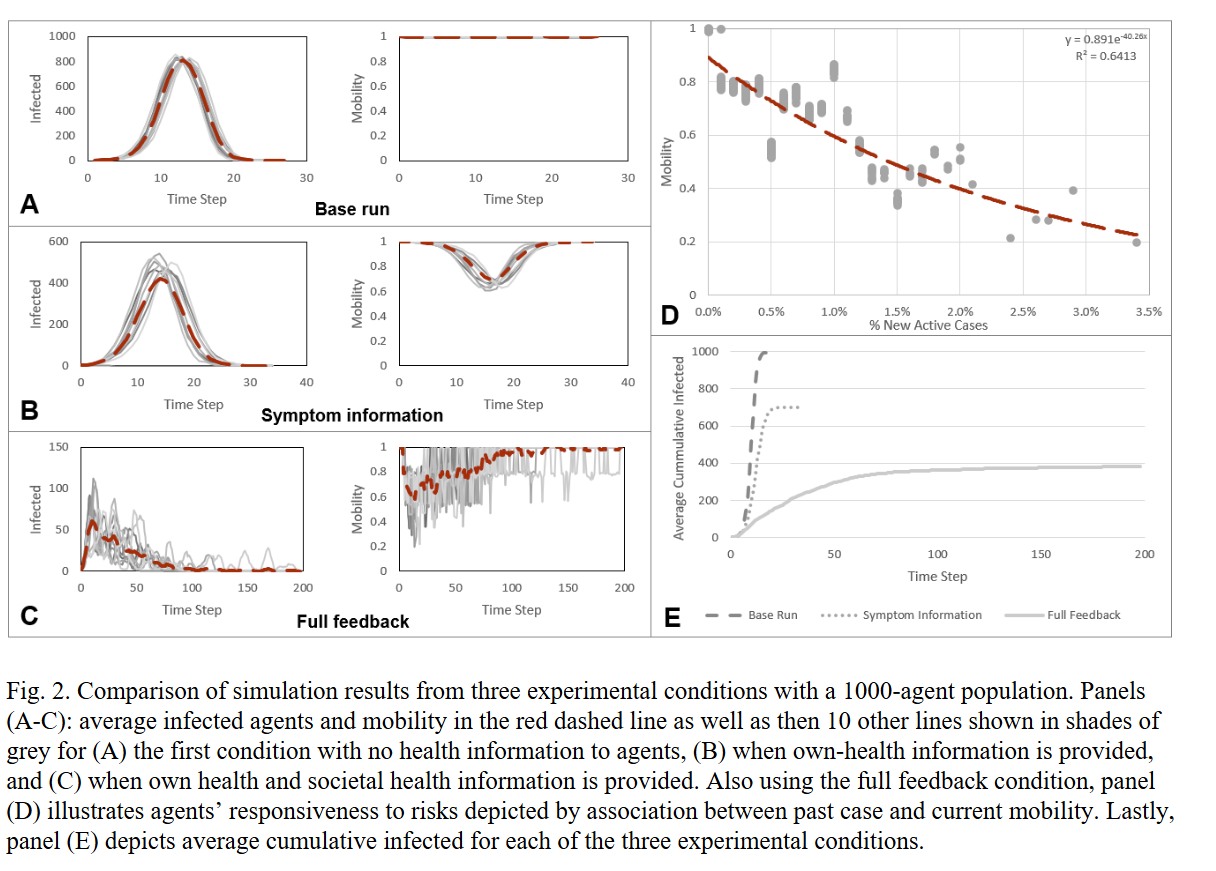 1000
800
600
400
200
0
Infected
0 10 20 30
Time Step
1
0.8
0.6
0.4
0.2
0
Mobility
0 10 20 30
Time Step
A
Base run
600
400
200
0
Infected
0 10 20 30 40
Time Step
1
0.8
0.6
0.4
0.2
0
Mobility
0 10 20 30 40
Time Step
B
Symptom information
150
100
50
0
Infected
0 50 100 150 200
Time Step
1
0.8
0.6
0.4
0.2
0
Mobility
0 50 100 150 200
Time Step
C
Full feedback
y = 0.891e^-40.26x
R² = 0.6413
1
0.8
0.6
0.4
0.2
0
Mobility
0.0% 0.5% 1.0% 1.5% 2.0% 2.5% 3.0% 3.5%
% New Active Cases
D
1000
800
600
400
200
0
Average Cummulative Infected
0 50 100 150 200
Time Step
E
Base Run Symptom Information Full Feedback
Fig. 2. Comparison of simulation results from three experimental conditions with a 1000-agent population. Panels
(A-C): average infected agents and mobility in the red dashed line as well as then 10 other lines shown in shades of
grey for (A) the first condition with no health information to agents, (B) when own-health information is provided,
and (C) when own health and societal health information is provided. Also using the full feedback condition, panel
(D) illustrates agents’ responsiveness to risks depicted by association between past case and current mobility. Lastly,
panel (E) depicts average cumulative infected for each of the three experimental conditions.